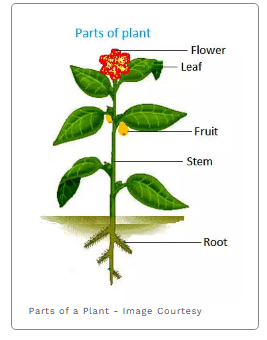 Parts of plant
Flower
Leaf
Fruit
Stem
Root
Parts of a Plant - Image Courtesy